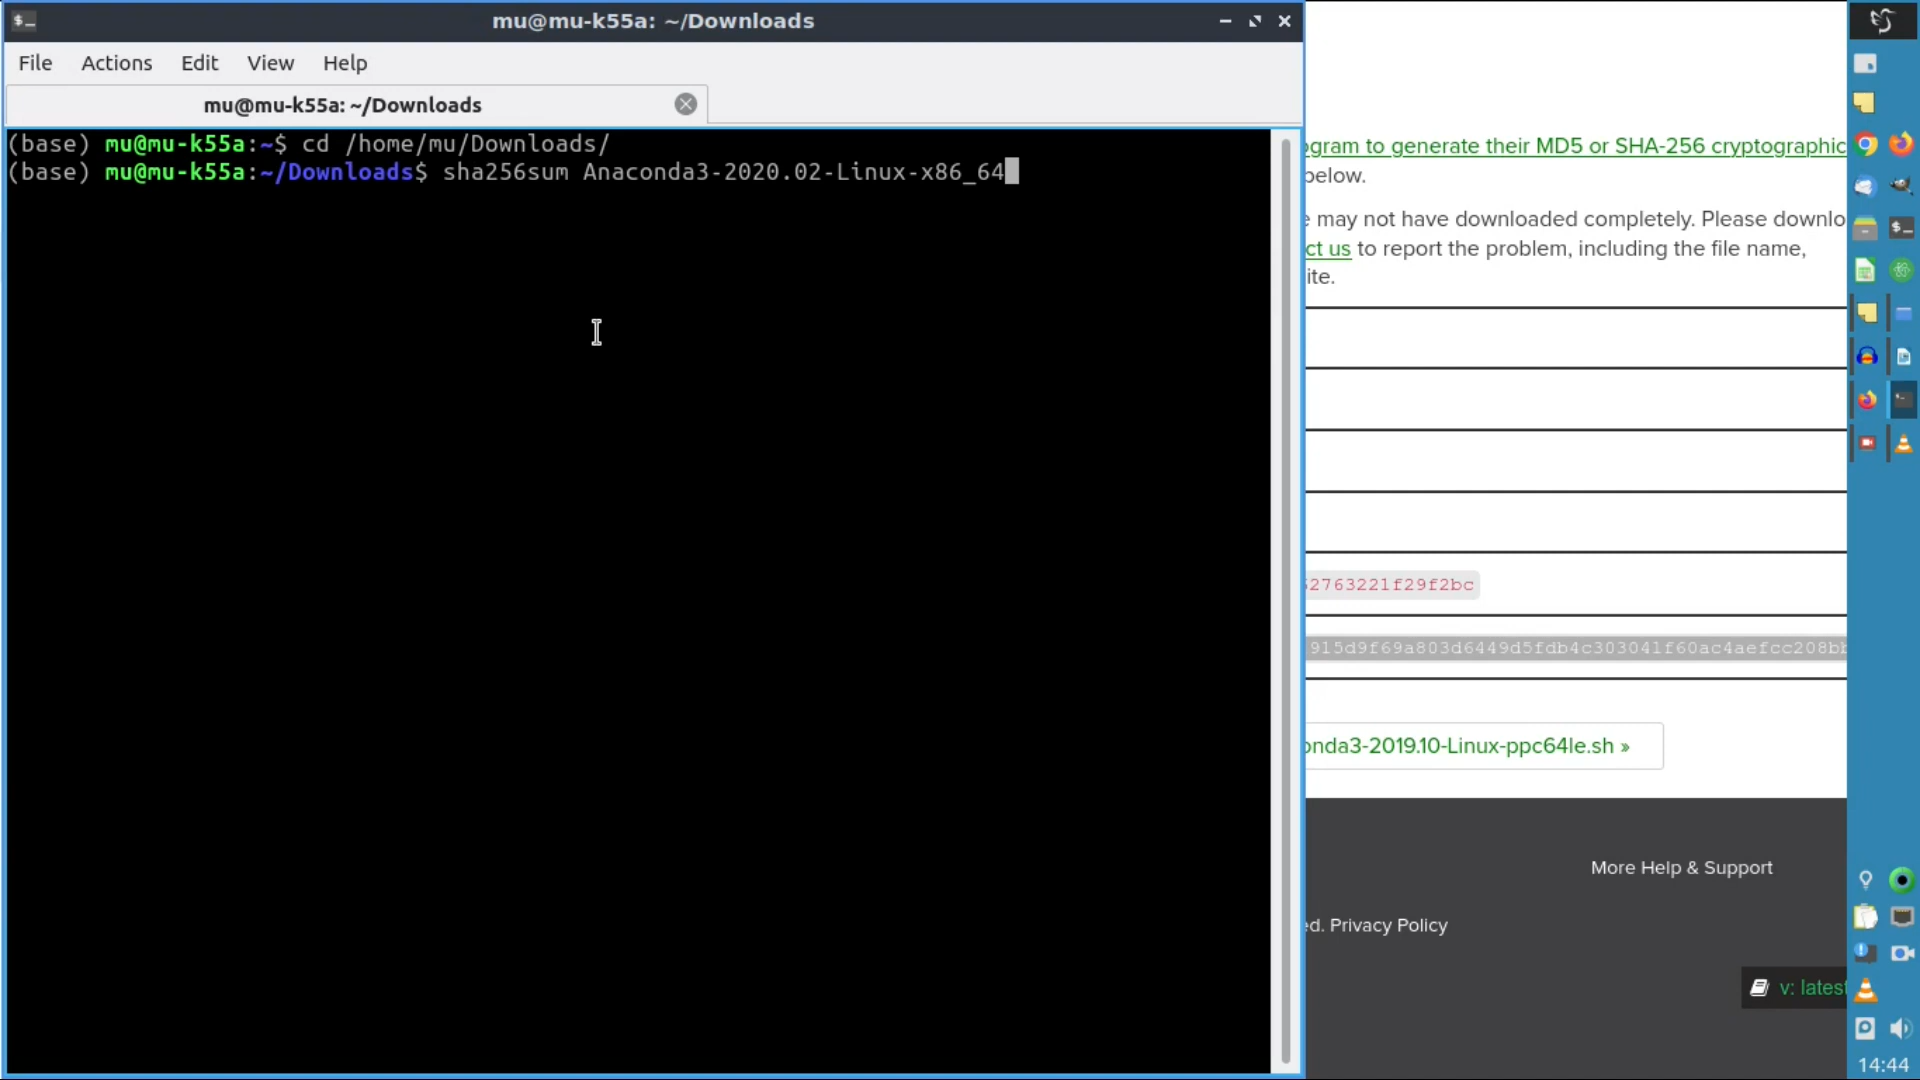 mu@mu-k55a: ~/Downloads
File Actions Edit View Help
mu@mu-k55a: ~/Downloads
(base) mu@mu-k55a:~$ cd /home/mu/Downloads/
(base) mu@mu-k55a:~/Downloads$ sha256sum Anaconda3-2020.02-Linux-x86_64
ogram to generate their MD5 or SHA-256 cryptographic
below.
e may not have downloaded completely. Please downlo
ct us to report the problem, including the file name,
ite.
2763221f29f2bc
915d9f69a803d6449d5fdb4c303041f60ac4aefcc208b
onda3-2019.10-Linux-ppc64le.sh »
More Help & Support
ed. Privacy Policy
v: latest
14:44